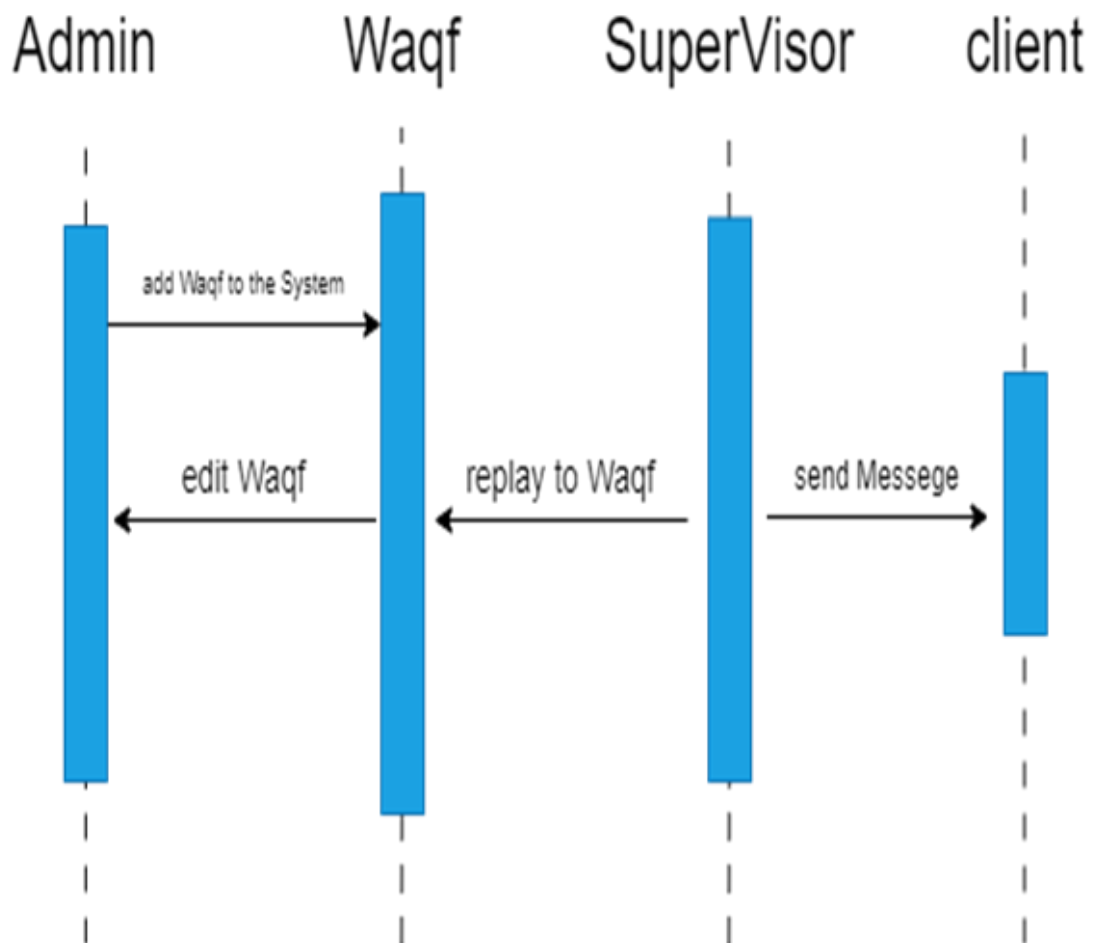 Admin Waqf SuperVisor client
add Waqf to the System
edit Waqf replay to Waqf send Messege